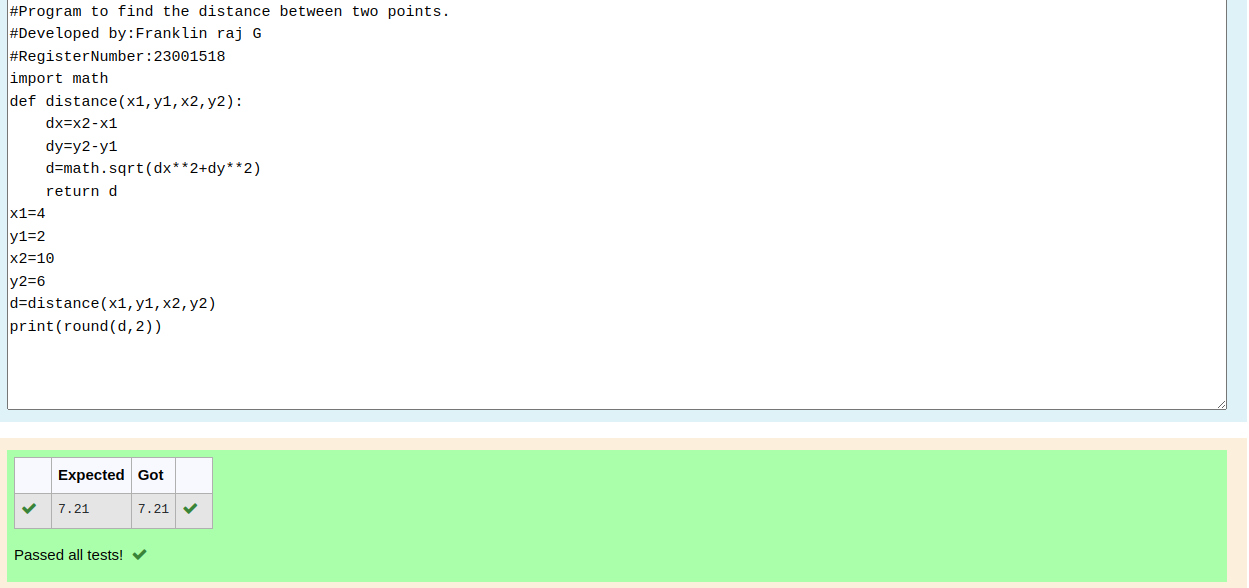 #Program to find the distance between two points.
#Developed by:Franklin raj G
#RegisterNumber:23001518
import math
def distance(x1,y1,x2,y2):
    dx=x2-x1
    dy=y2-y1
    d=math.sqrt(dx**2+dy**2)
    return d
x1=4
y1=2
x2=10
y2=6
d=distance(x1,y1,x2,y2)
print(round(d,2))
Expected Got
7.21 7.21
Passed all tests!